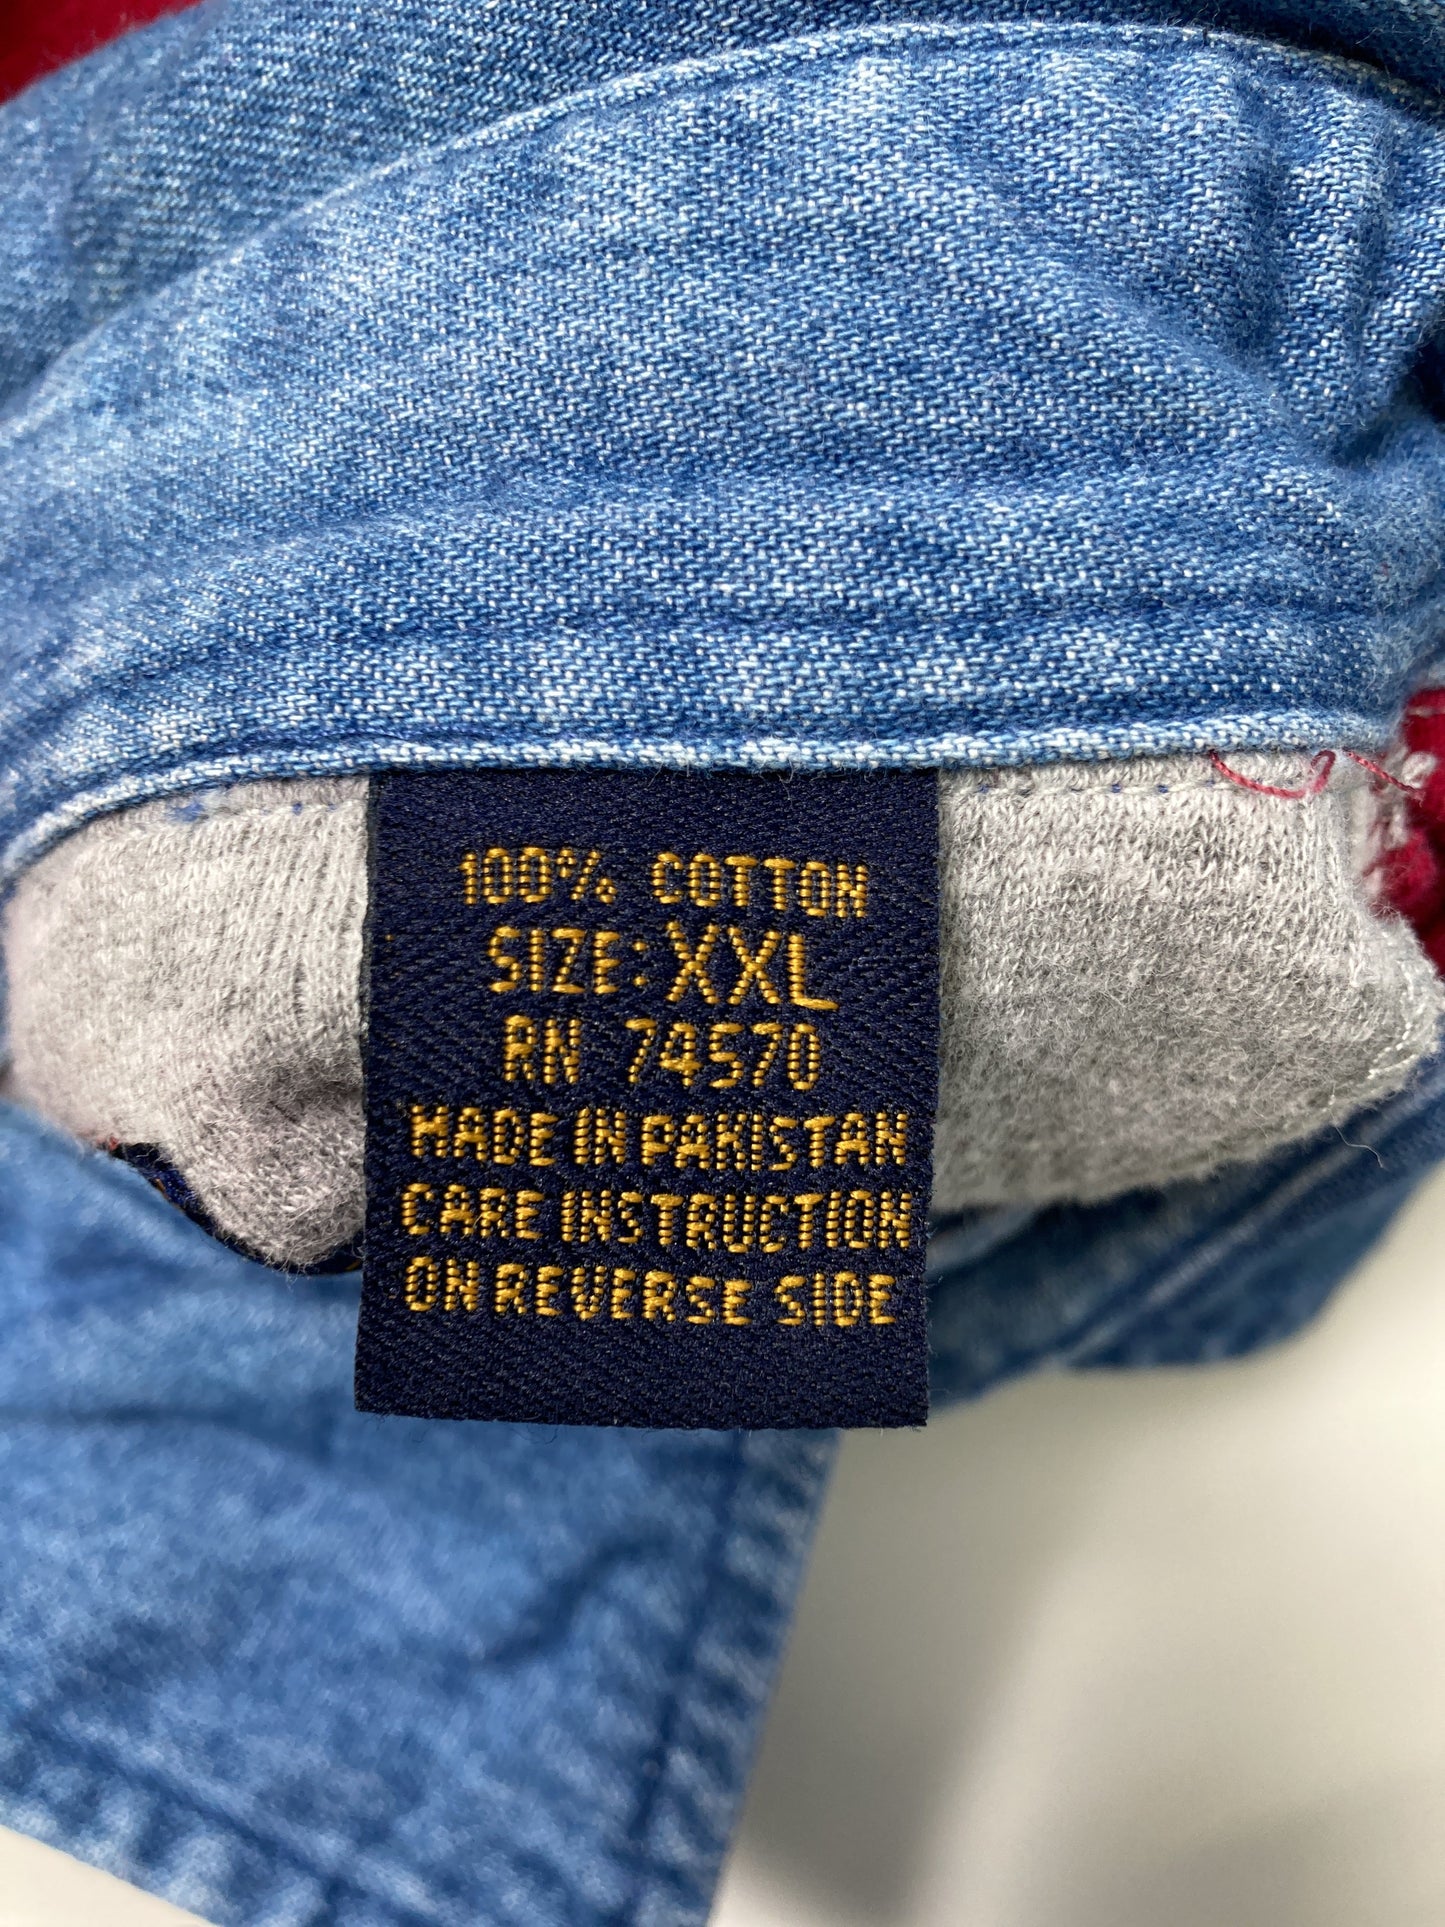 100% COTTON
SIZE: XXL
RN 74570
MADE IN PAKISTAN
CARE INSTRUCTION
ON REVERSE SIDE